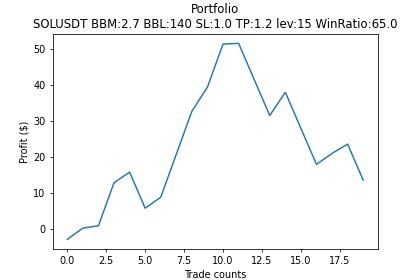 Portfolio
SOLUSDT BBM:2.7 BBL:140 SL:1.0 TP:1.2 lev:15 WinRatio:65.0
50
40
30
20
10
0
Profit ($)
0.0 2.5 5.0 7.5 10.0 12.5 15.0 17.5
Trade counts